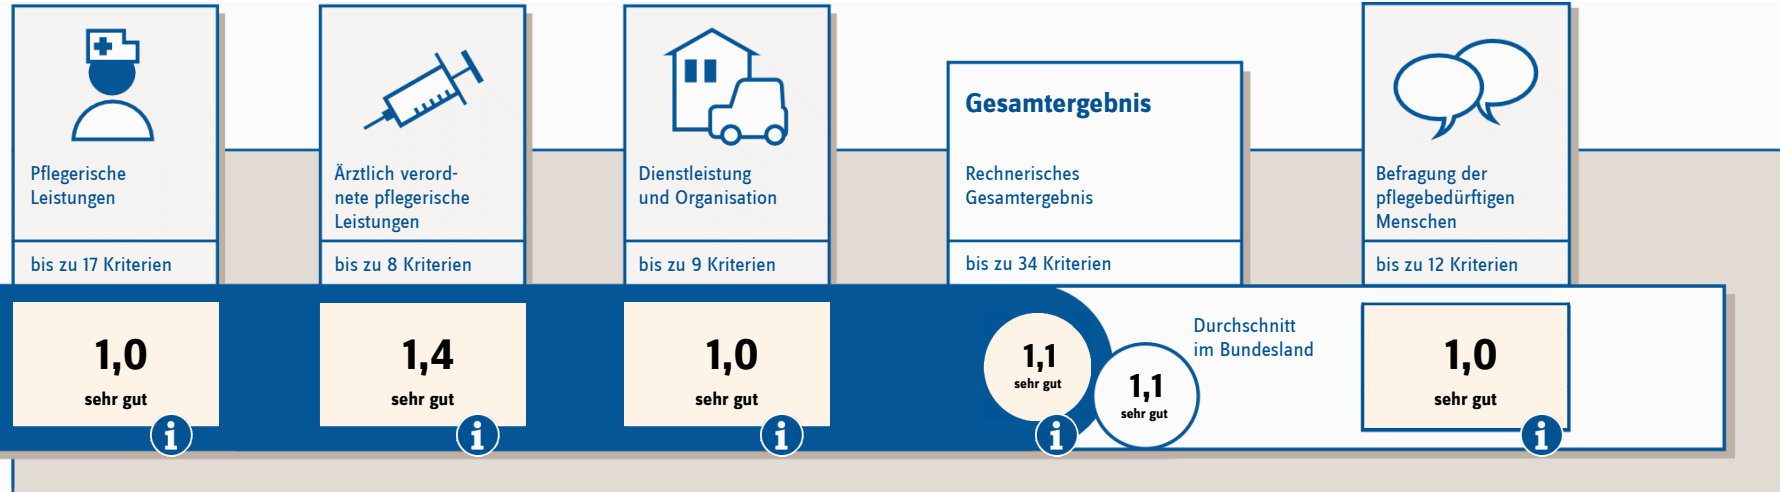 Pflegerische
Leistungen
bis zu 17 Kriterien
1,0
sehr gut
i
Ärztlich verord-
nete pflegerische
Leistungen
bis zu 8 Kriterien
1,4
sehr gut
i
Dienstleistung
und Organisation
bis zu 9 Kriterien
1,0
sehr gut
i
Gesamtergebnis
Rechnerisches
Gesamtergebnis
bis zu 34 Kriterien
1,1
sehr gut
i
Durchschnitt
im Bundesland
1,1
sehr gut
Befragung der
pflegebedürftigen
Menschen
bis zu 12 Kriterien
1,0
sehr gut
i